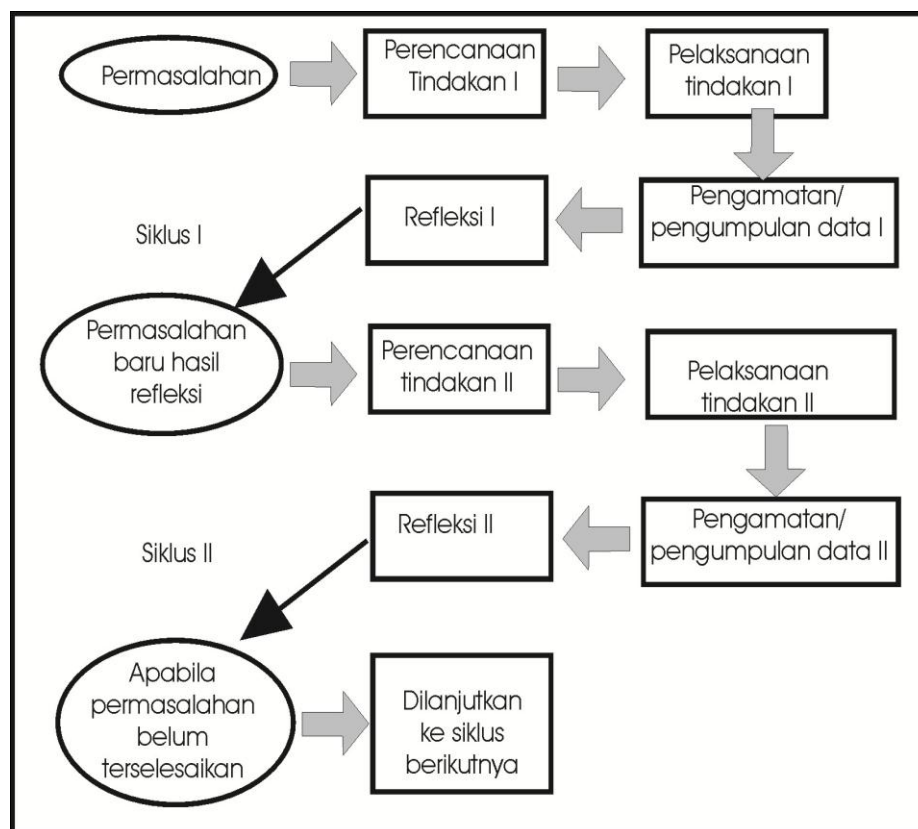 Permasalahan
Perencanaan
Tindakan I
Pelaksanaan
tindakan I
Pengamatan/
pengumpulan data I
Refleksi I
Siklus I
Permasalahan
baru hasil
refleksi
Perencanaan
tindakan II
Pelaksanaan
tindakan II
Pengamatan/
pengumpulan data II
Refleksi II
Siklus II
Apabila
permasalahan
belum
terselesaikan
Dilanjutkan
ke siklus
berikutnya